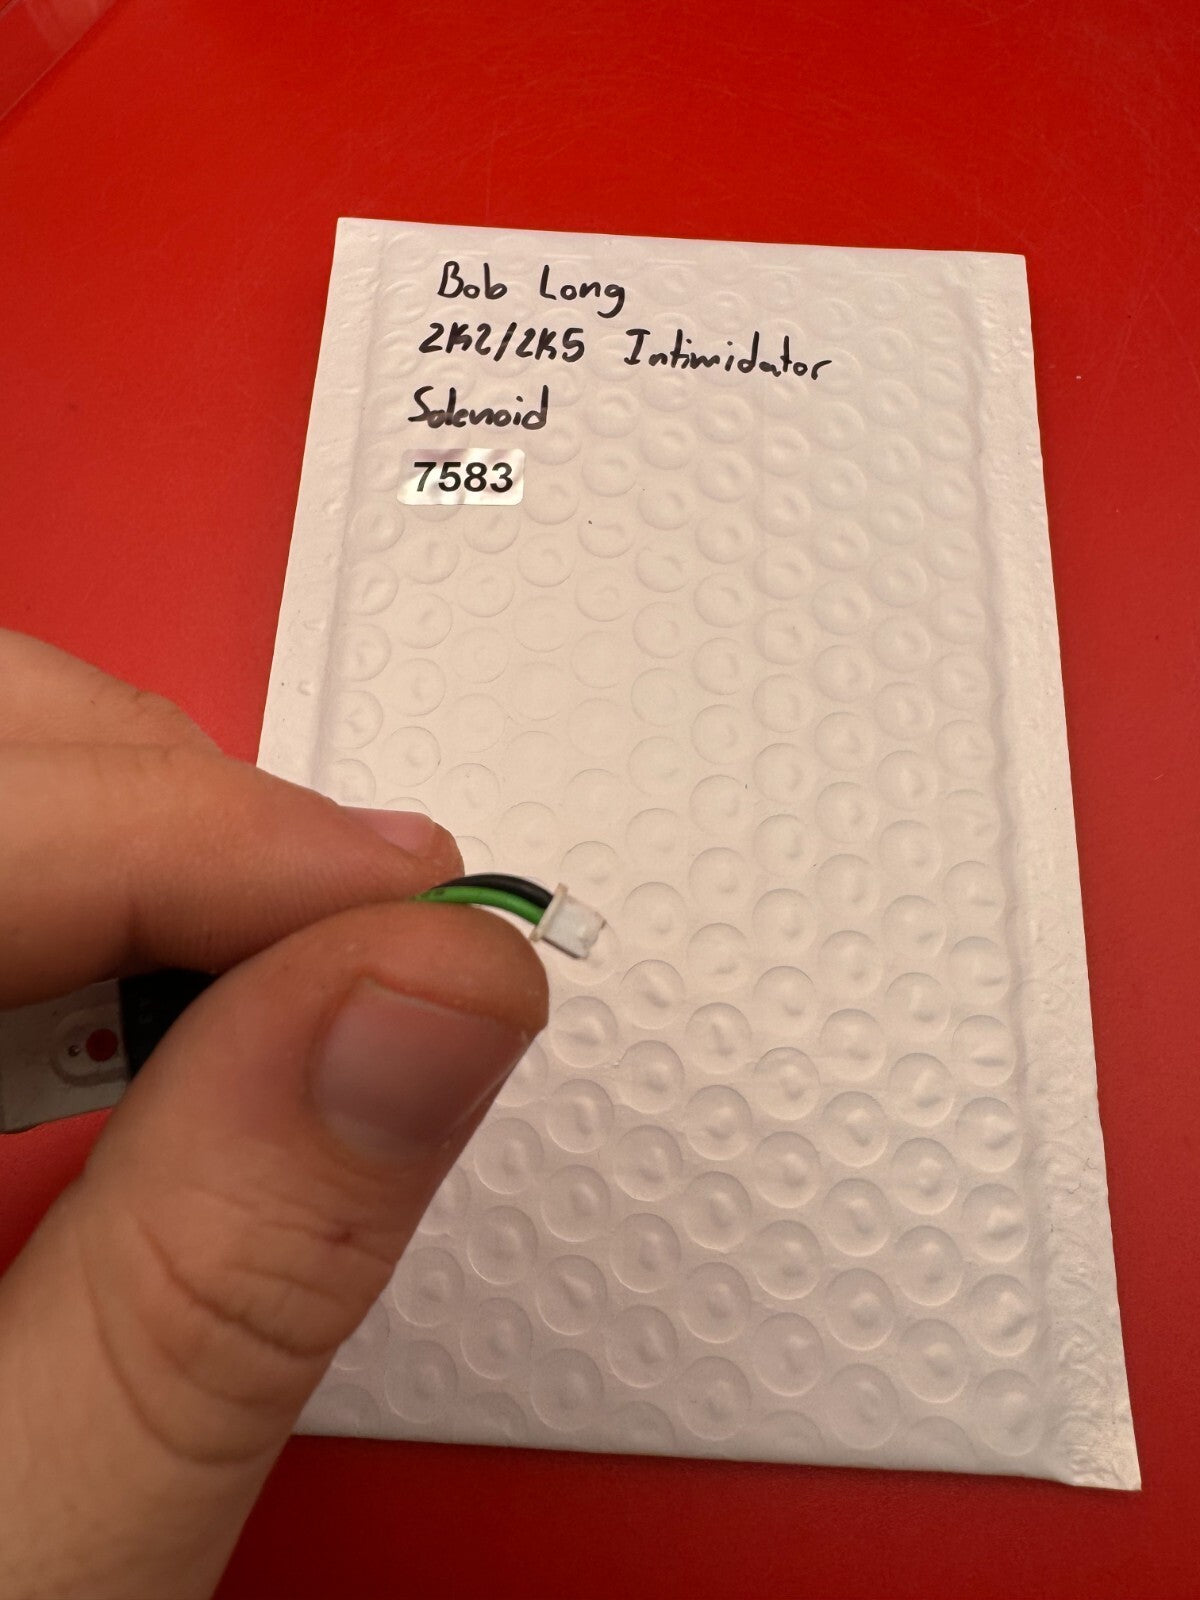 Bob Long
2K2/2K5 Intimidator
Solenoid
7583